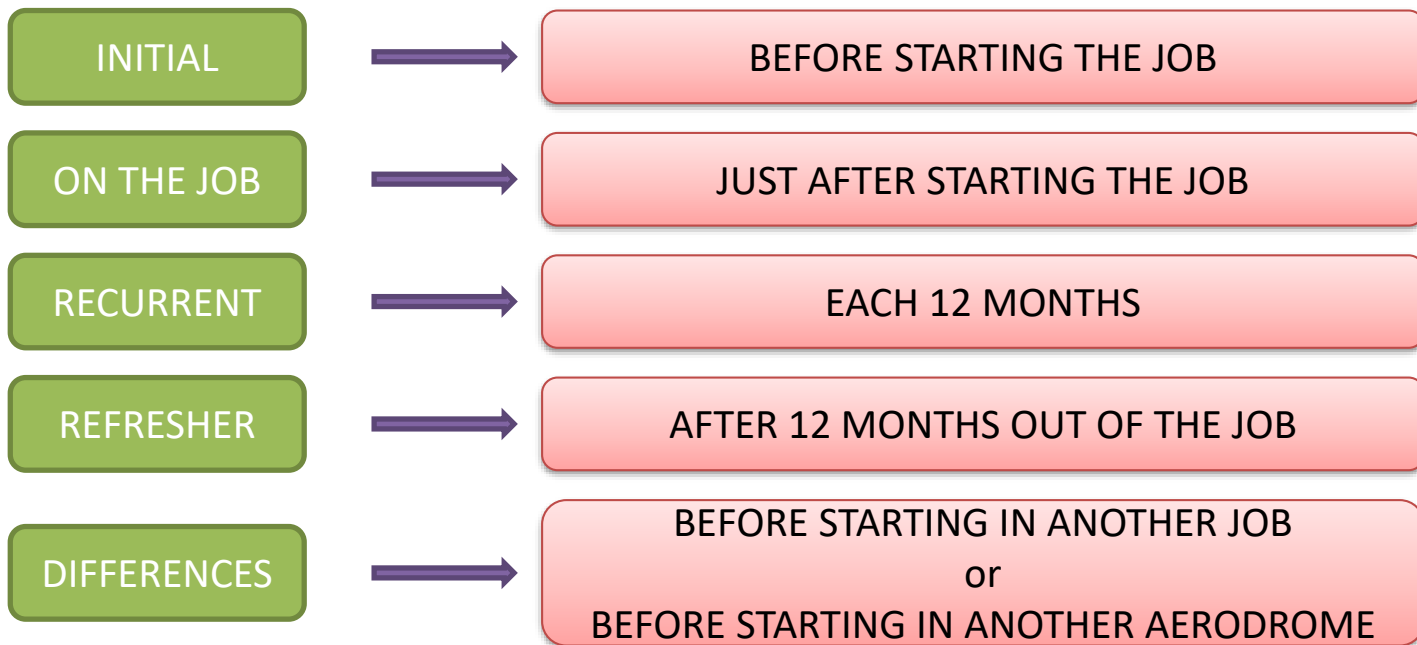 INITIAL
BEFORE STARTING THE JOB
ON THE JOB
JUST AFTER STARTING THE JOB
RECURRENT
EACH 12 MONTHS
REFRESHER
AFTER 12 MONTHS OUT OF THE JOB
DIFFERENCES
BEFORE STARTING IN ANOTHER JOB
or
BEFORE STARTING IN ANOTHER AERODROME